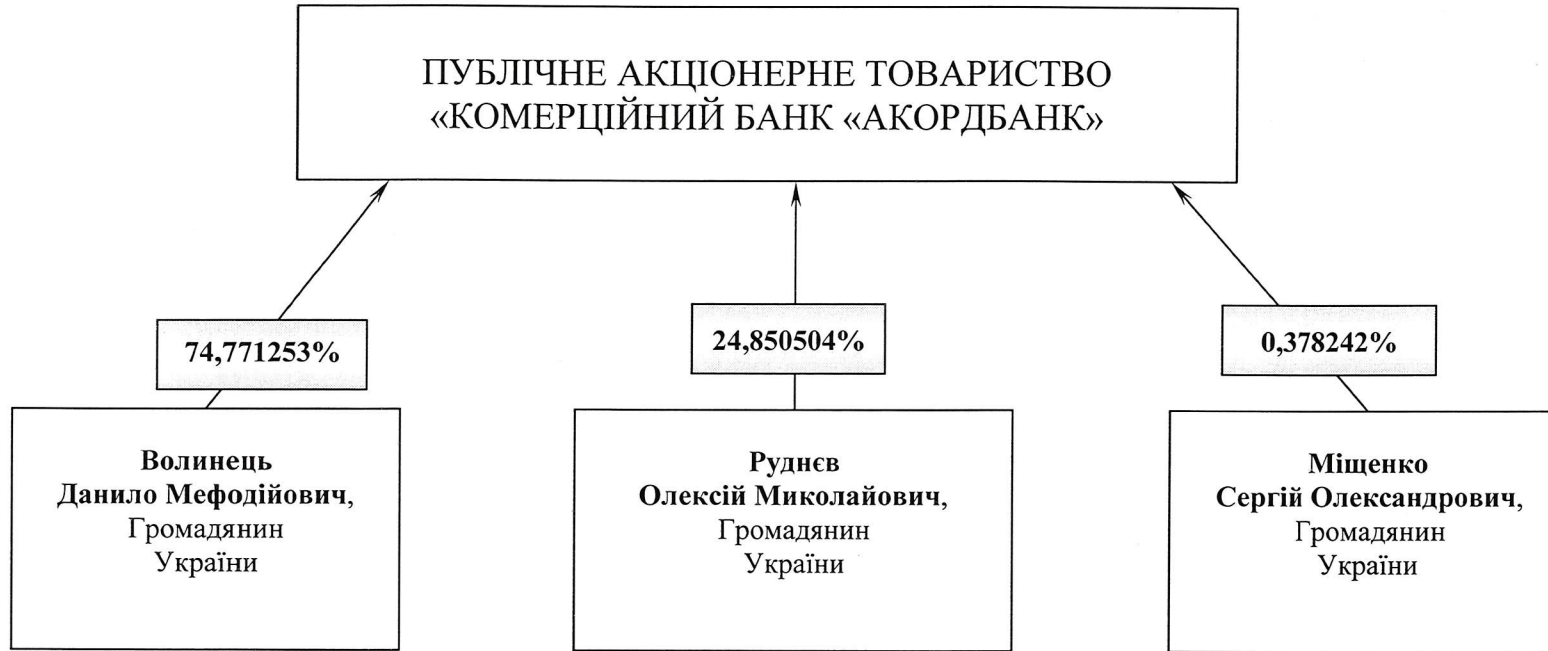 ПУБЛІЧНЕ АКЦІОНЕРНЕ ТОВАРИСТВО
«КОМЕРЦІЙНИЙ БАНК «АКОРДБАНК»
74,771253%
24,850504%
0,378242%
Волинець
Данило Мефодійович,
Громадянин
України
Руднєв
Олексій Миколайович,
Громадянин
України
Міщенко
Сергій Олександрович,
Громадянин
України